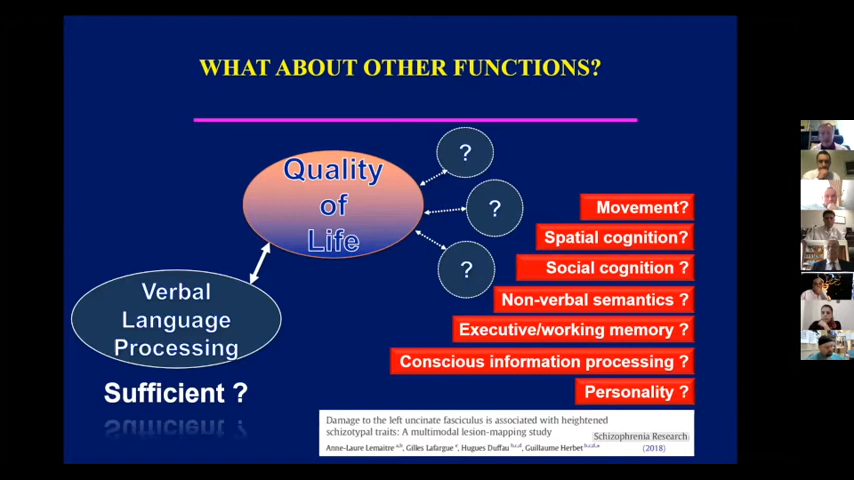 WHAT ABOUT OTHER FUNCTIONS?
Quality
of
Life
?
?
?
Verbal
Language
Processing
Sufficient ?
Movement?
Spatial cognition?
Social cognition ?
Non-verbal semantics ?
Executive/working memory ?
Conscious information processing ?
Personality ?
Damage to the left uncinate fasciculus is associated with heightened
schizotypal traits: A multimodal lesion-mapping study
Anne-Laure Lemaitre a,b, Gilles Lafargue c, Hugues Duffau b,c,d, Guillaume Herbet b,c,d,
Schizophrenia Research
(2018)